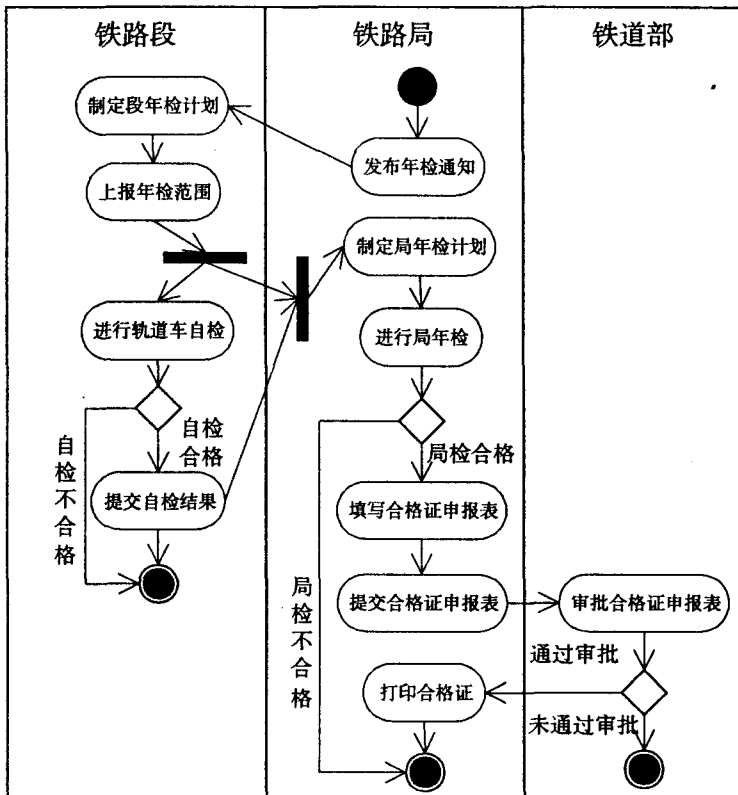 铁路段
铁路局
铁道部
制定段年检计划
发布年检通知
上报年检范围
制定局年检计划
进行轨道车自检
进行局年检
自检
合格
自检不合格
局检合格
提交自检结果
填写合格证申报表
局检不合格
提交合格证申报表
审批合格证申报表
通过审批
打印合格证
未通过审批